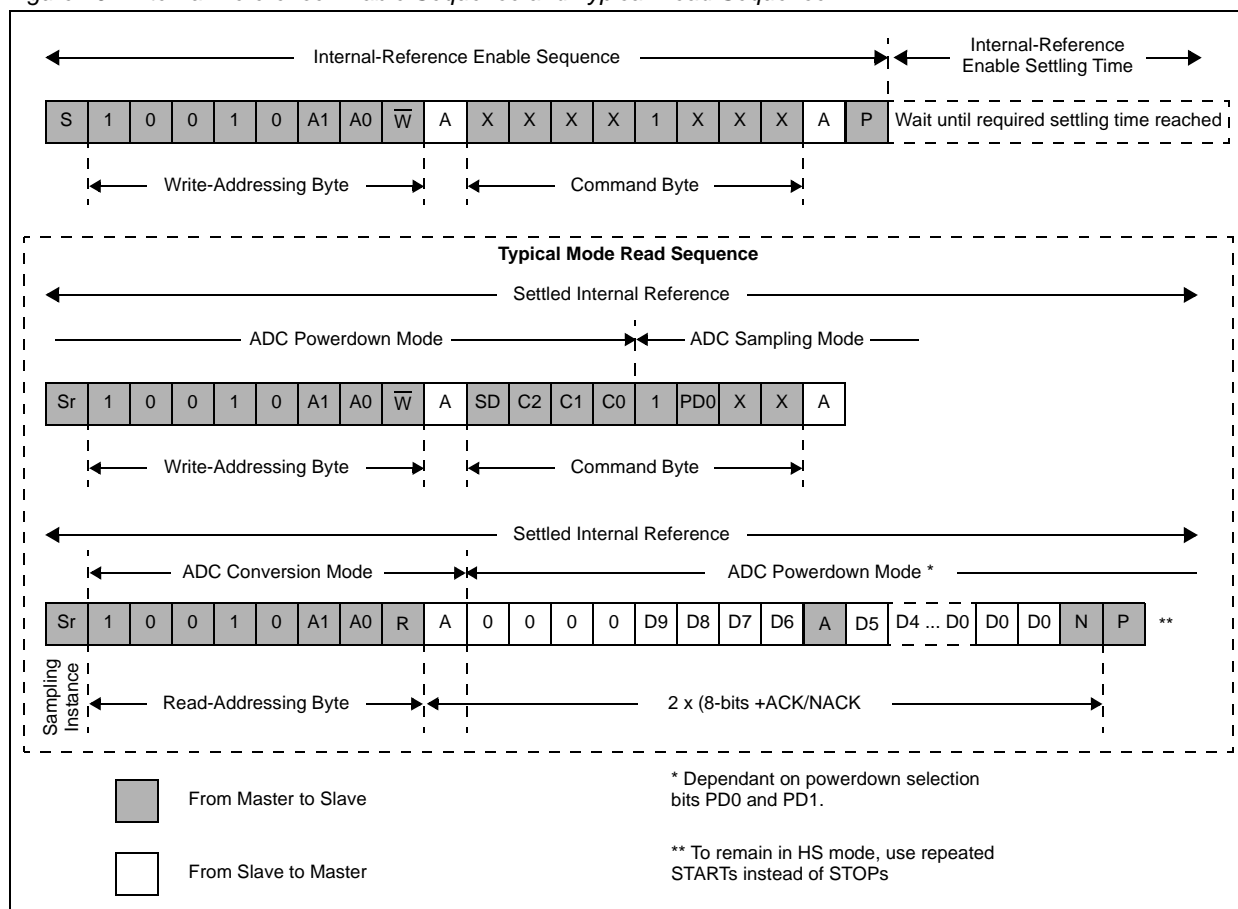 Internal-Reference Enable Sequence
Internal-Reference
Enable Settling Time
S 1 0 0 1 0 A1 A0 W̅ A X X X X 1 X X X A P Wait until required settling time reached
Write-Addressing Byte Command Byte
Typical Mode Read Sequence
Settled Internal Reference
ADC Powerdown Mode ADC Sampling Mode
Sr 1 0 0 1 0 A1 A0 W̅ A SD C2 C1 C0 1 PD0 X X A
Write-Addressing Byte Command Byte
Settled Internal Reference
ADC Conversion Mode ADC Powerdown Mode *
Sr 1 0 0 1 0 A1 A0 R A 0 0 0 0 D9 D8 D7 D6 A D5 D4 ... D0 D0 D0 N P **
Sampling
Instance
Read-Addressing Byte 2 x (8-bits +ACK/NACK
From Master to Slave
* Dependant on powerdown selection
bits PD0 and PD1.
From Slave to Master
** To remain in HS mode, use repeated
STARTs instead of STOPs